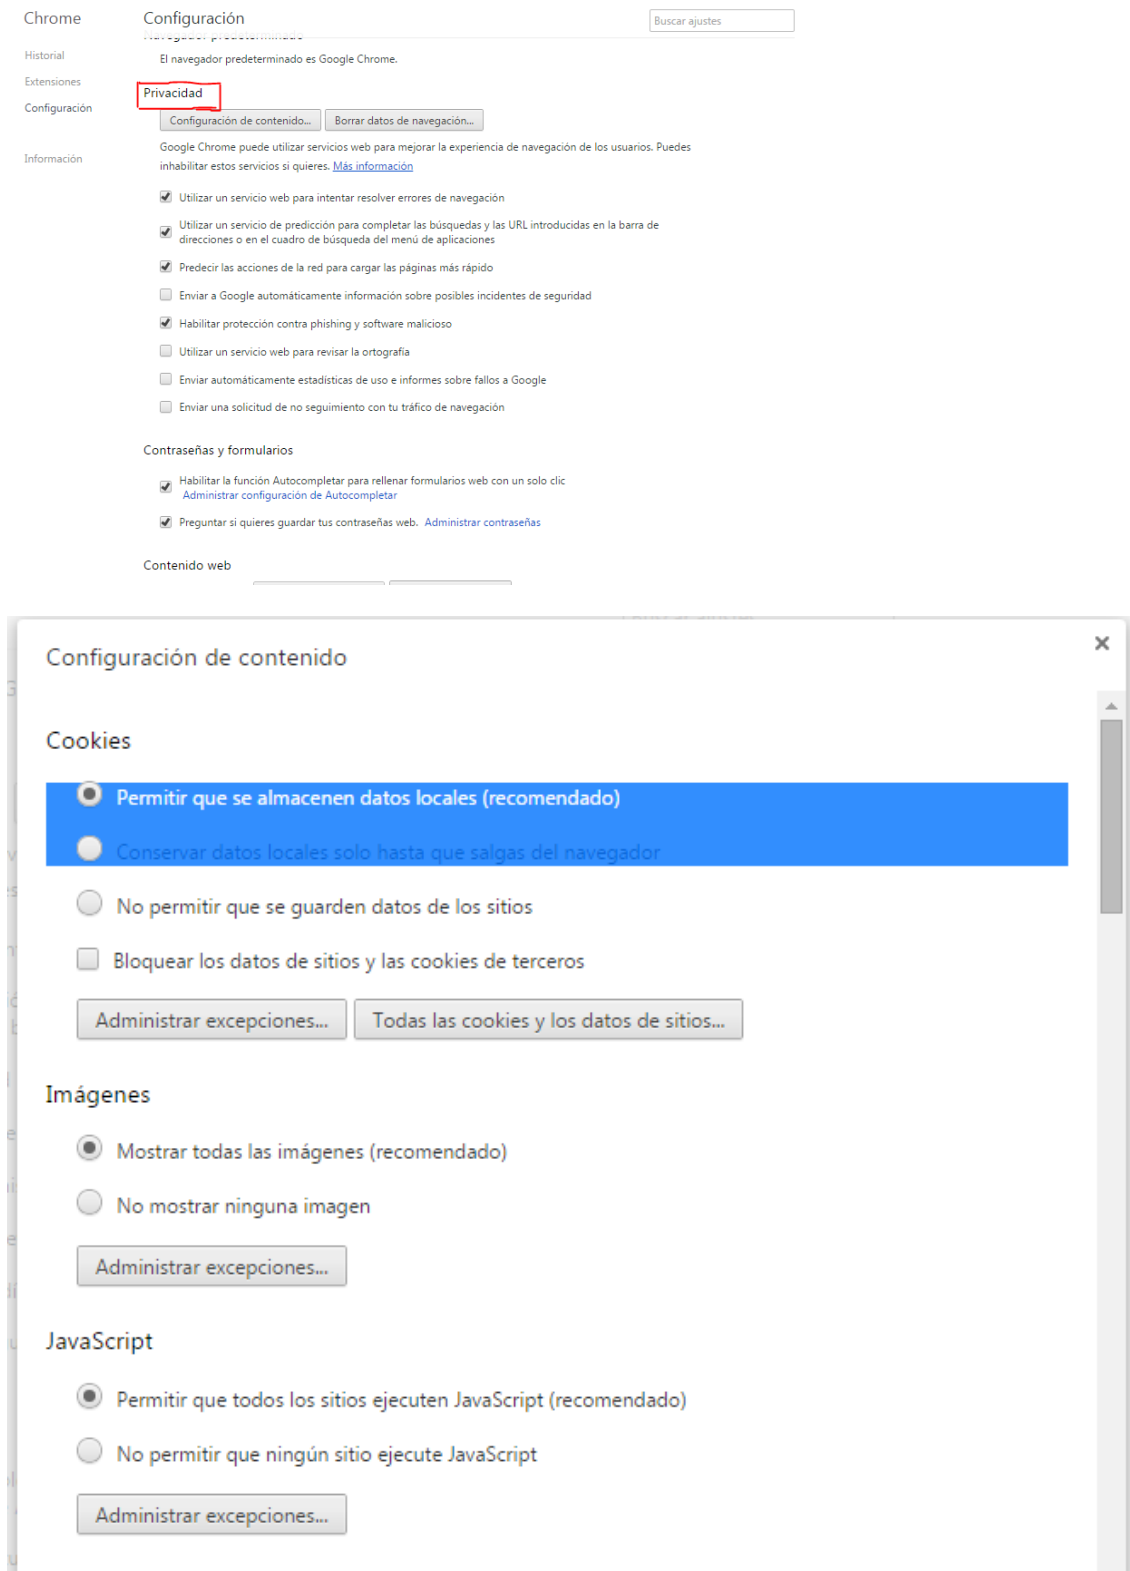 Chrome
Configuración
Buscar ajustes
Navegador predeterminado
Historial
El navegador predeterminado es Google Chrome.
Extensiones
Privacidad
Configuración
Configuración de contenido...
Borrar datos de navegación...
Información
Google Chrome puede utilizar servicios web para mejorar la experiencia de navegación de los usuarios. Puedes
inhabilitar estos servicios si quieres. Más información
Utilizar un servicio web para intentar resolver errores de navegación
Utilizar un servicio de predicción para completar las búsquedas y las URL introducidas en la barra de
direcciones o en el cuadro de búsqueda del menú de aplicaciones
Predecir las acciones de la red para cargar las páginas más rápido
Enviar a Google automáticamente información sobre posibles incidentes de seguridad
Habilitar protección contra phishing y software malicioso
Utilizar un servicio web para revisar la ortografía
Enviar automáticamente estadísticas de uso e informes sobre fallos a Google
Enviar una solicitud de no seguimiento con tu tráfico de navegación
Contraseñas y formularios
Habilitar la función Autocompletar para rellenar formularios web con un solo clic
Administrar configuración de Autocompletar
Preguntar si quieres guardar tus contraseñas web. Administrar contraseñas
Contenido web
Configuración de contenido
Cookies
Permitir que se almacenen datos locales (recomendado)
Conservar datos locales solo hasta que salgas del navegador
No permitir que se guarden datos de los sitios
Bloquear los datos de sitios y las cookies de terceros
Administrar excepciones...
Todas las cookies y los datos de sitios...
Imágenes
Mostrar todas las imágenes (recomendado)
No mostrar ninguna imagen
Administrar excepciones...
JavaScript
Permitir que todos los sitios ejecuten JavaScript (recomendado)
No permitir que ningún sitio ejecute JavaScript
Administrar excepciones...